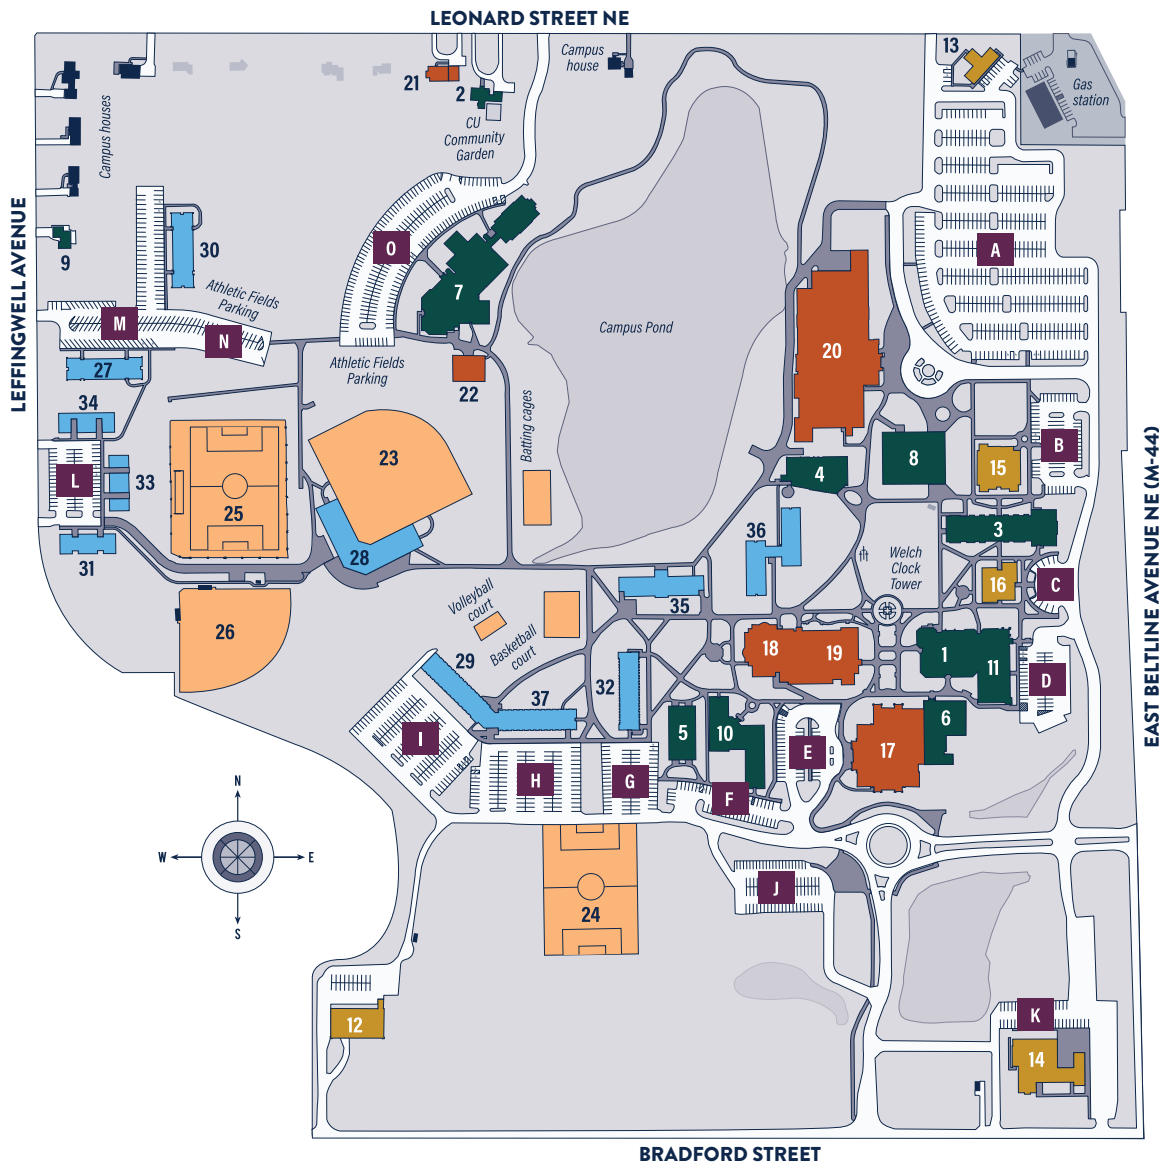 LEONARD STREET NE
13
Campus
house
21
2
Gas
station
CU
Community
Garden
Campus houses
LEFFINGWELL AVENUE
9
30
O
A
7
Athletic Fields
Parking
M
N
Campus Pond
20
27
Athletic Fields
Parking
22
34
Batting cages
B
EAST BELTLINE AVENUE NE (M-44)
23
8
15
4
L
33
25
3
36
28
31
Welch
Clock
Tower
16
C
Volleyball
court
35
26
Basketball
court
18
19
1
11
29
32
D
37
6
5
10
I
E
17
H
G
F
N
W
E
S
J
24
K
12
14
BRADFORD STREET